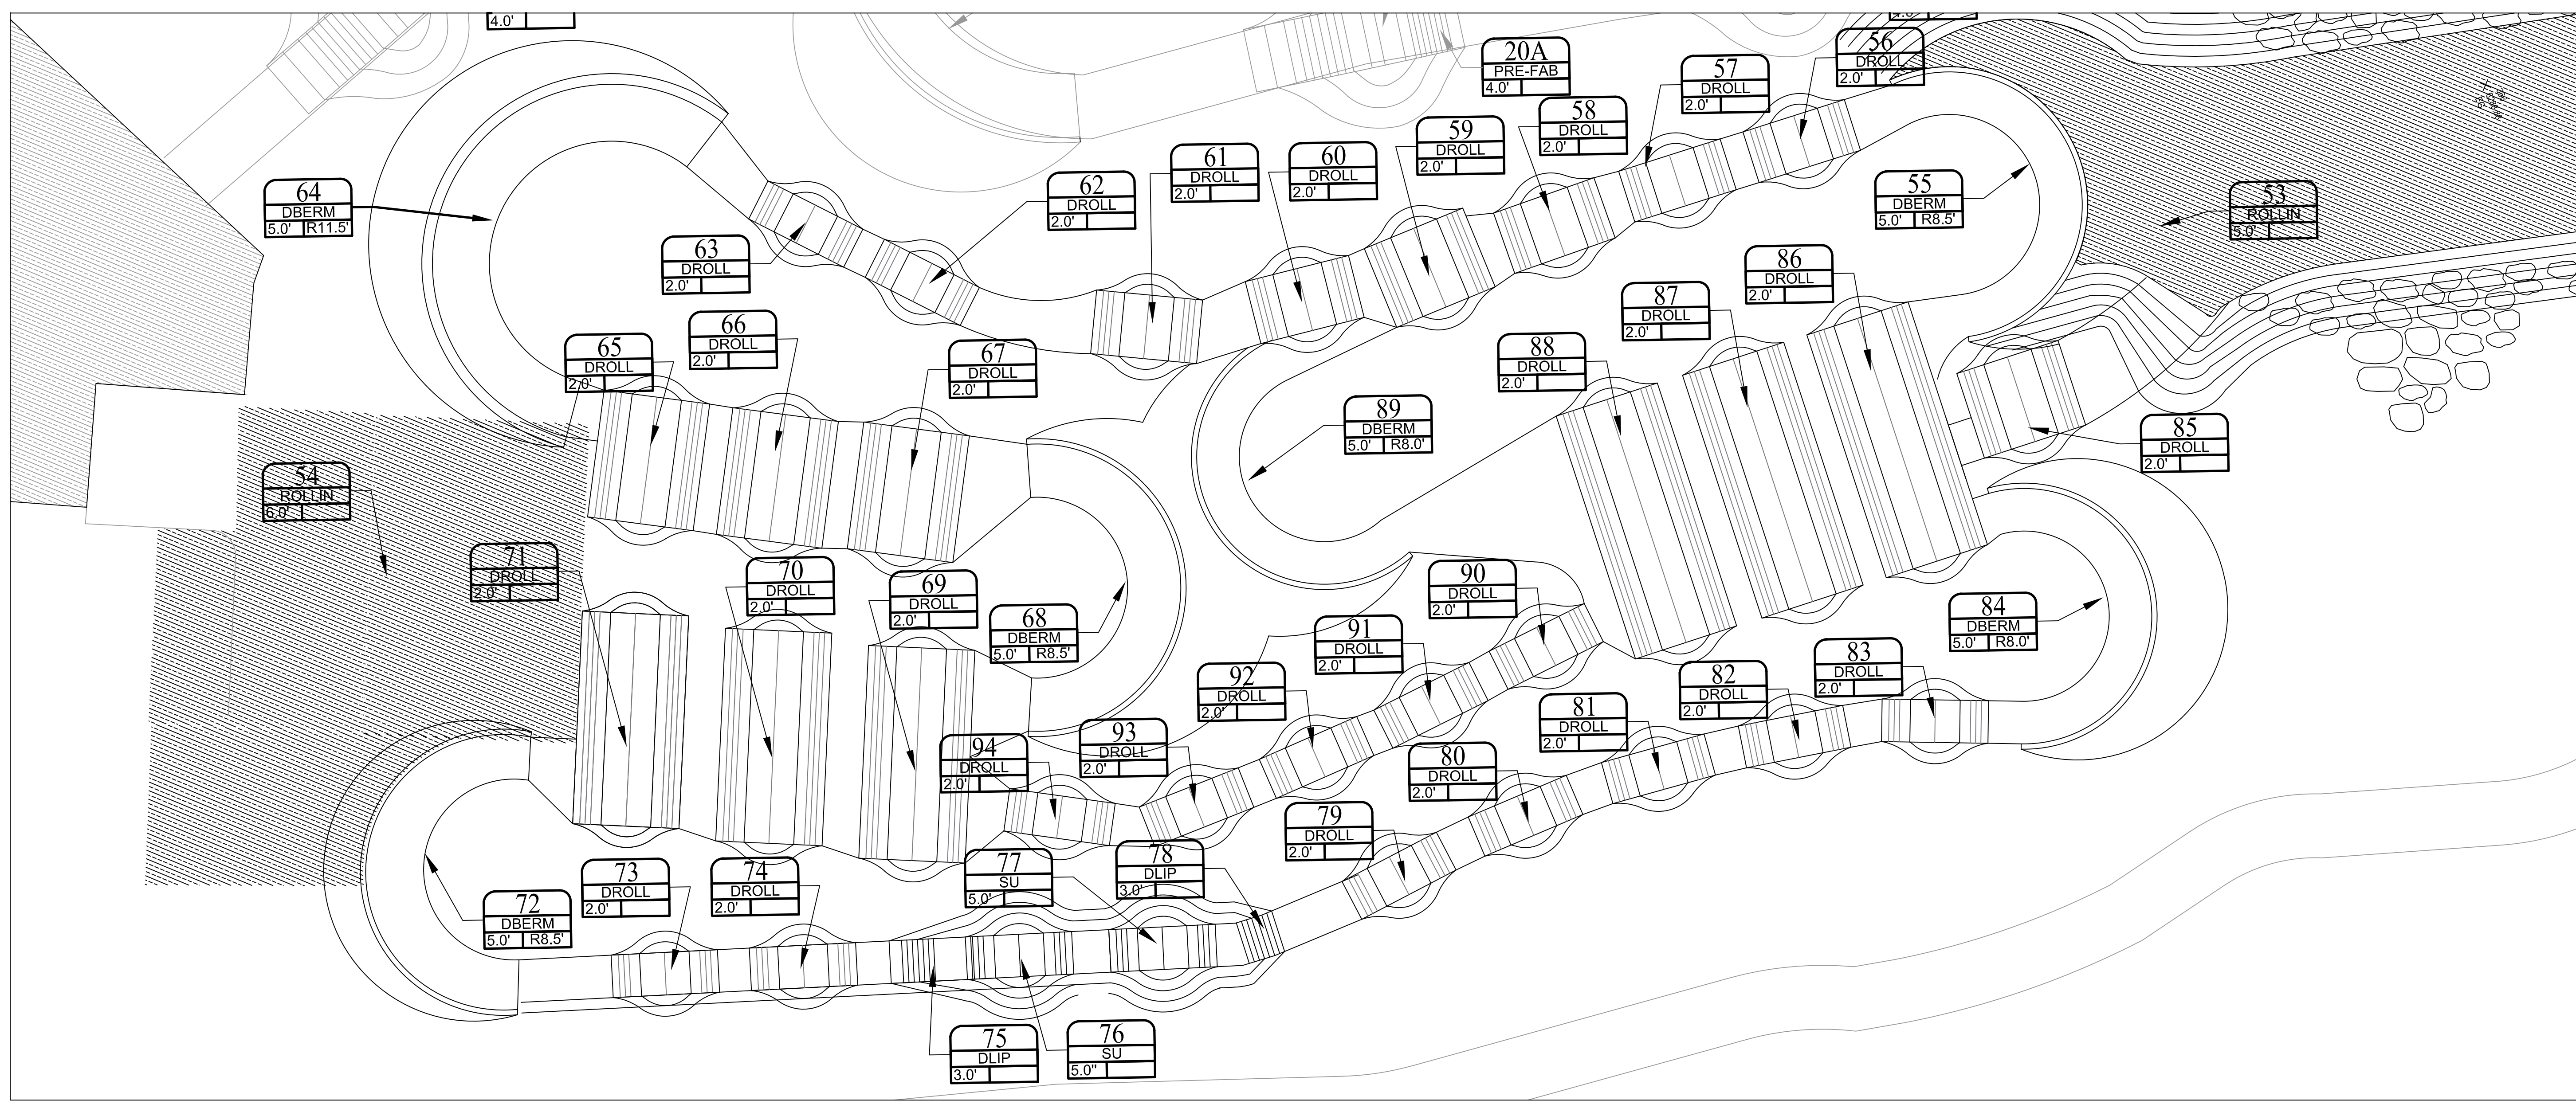 4.0'
20A
PRE-FAB
4.0'
56
DROLL
2.0'
57
DROLL
2.0'
58
DROLL
2.0'
59
DROLL
2.0'
60
DROLL
2.0'
61
DROLL
2.0'
62
DROLL
2.0'
63
DROLL
2.0'
64
DBERM
5.0' R11.5'
55
DBERM
5.0' R8.5'
53
ROLLIN
5.0'
86
DROLL
2.0'
87
DROLL
2.0'
88
DROLL
2.0'
65
DROLL
2.0'
66
DROLL
2.0'
67
DROLL
2.0'
89
DBERM
5.0' R8.0'
85
DROLL
2.0'
54
ROLLIN
6.0'
71
DROLL
2.0'
70
DROLL
2.0'
69
DROLL
2.0'
68
DBERM
5.0' R8.5'
90
DROLL
2.0'
91
DROLL
2.0'
92
DROLL
2.0'
93
DROLL
2.0'
94
DROLL
2.0'
84
DBERM
5.0' R8.0'
83
DROLL
2.0'
82
DROLL
2.0'
81
DROLL
2.0'
80
DROLL
2.0'
79
DROLL
2.0'
78
DLIP
3.0'
77
SU
5.0'
74
DROLL
2.0'
73
DROLL
2.0'
72
DBERM
5.0' R8.5'
75
DLIP
3.0'
76
SU
5.0"